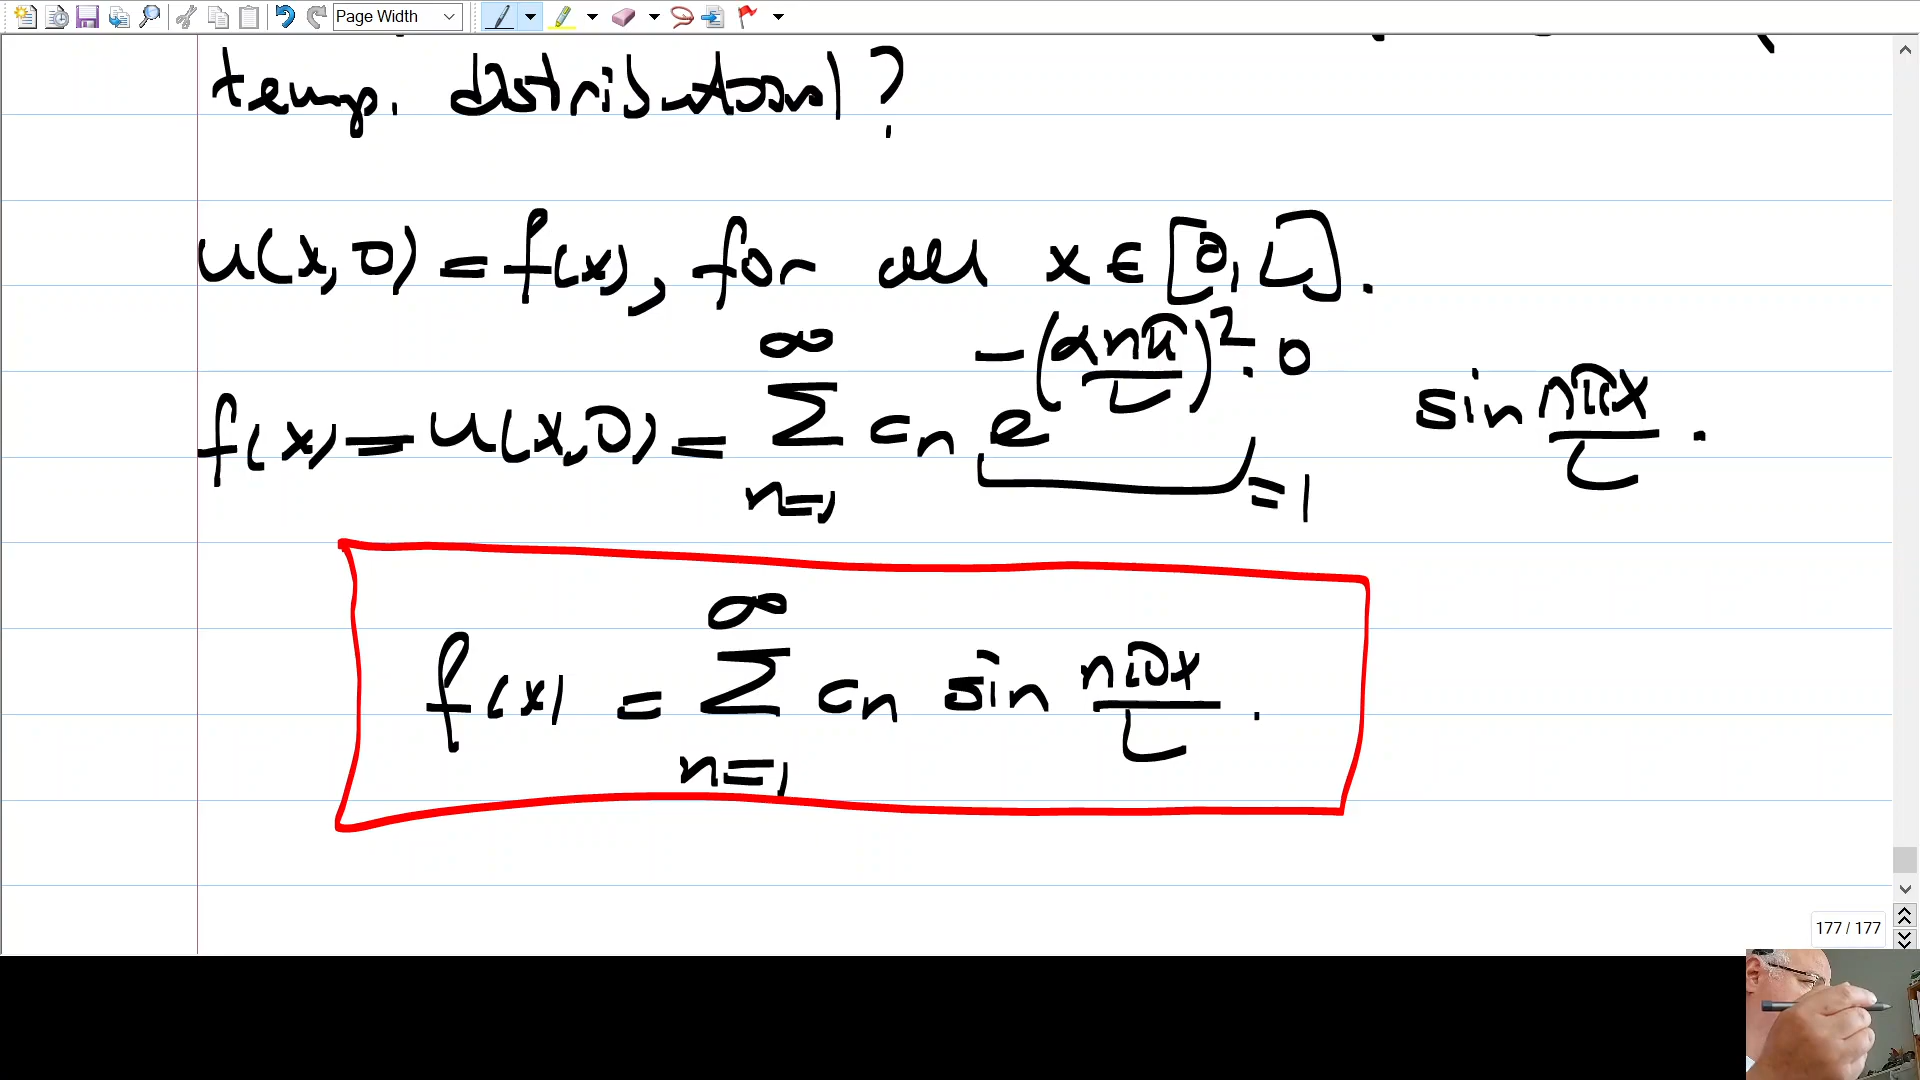 Page Width
temp. distribution)?
u(x,0) = f(x), for all x ∈ [0, L].
f(x) = u(x,0) = ∑_{n=1}^{∞} c_n e^{-(αnπ/L)^2 · 0} sin nπx/L .
= 1
f(x) = ∑_{n=1}^{∞} c_n sin nπx/L .
177 / 177